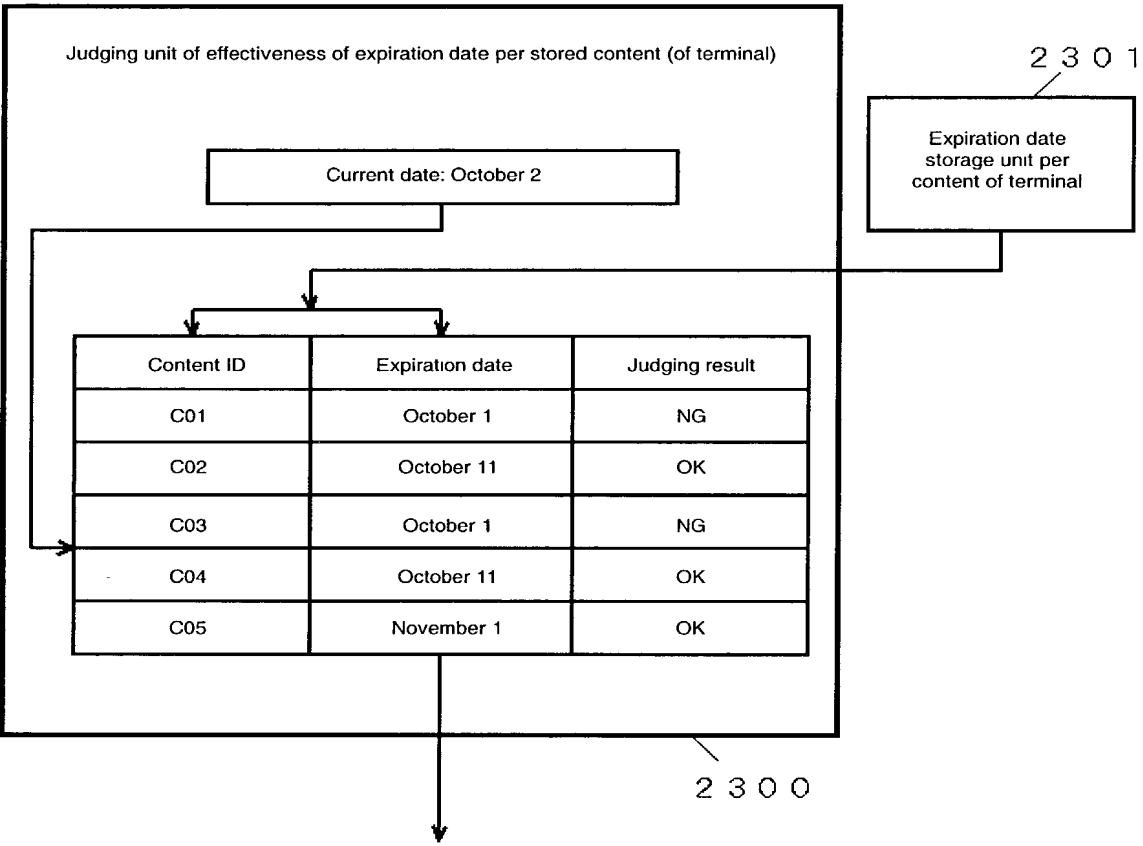 Judging unit of effectiveness of expiration date per stored content (of terminal)
2301
Expiration date
storage unit per
content of terminal
Current date: October 2
Content ID Expiration date Judging result
C01 October 1 NG
C02 October 11 OK
C03 October 1 NG
C04 October 11 OK
C05 November 1 OK
2300